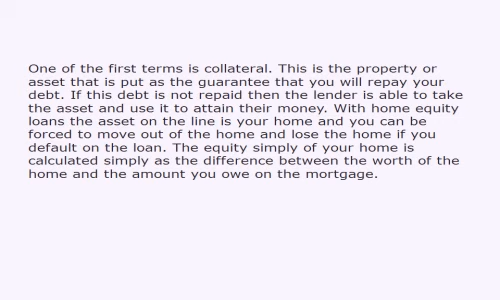 One of the first terms is collateral. This is the property or
asset that is put as the guarantee that you will repay your
debt. If this debt is not repaid then the lender is able to take
the asset and use it to attain their money. With home equity
loans the asset on the line is your home and you can be
forced to move out of the home and lose the home if you
default on the loan. The equity simply of your home is
calculated simply as the difference between the worth of the
home and the amount you owe on the mortgage.